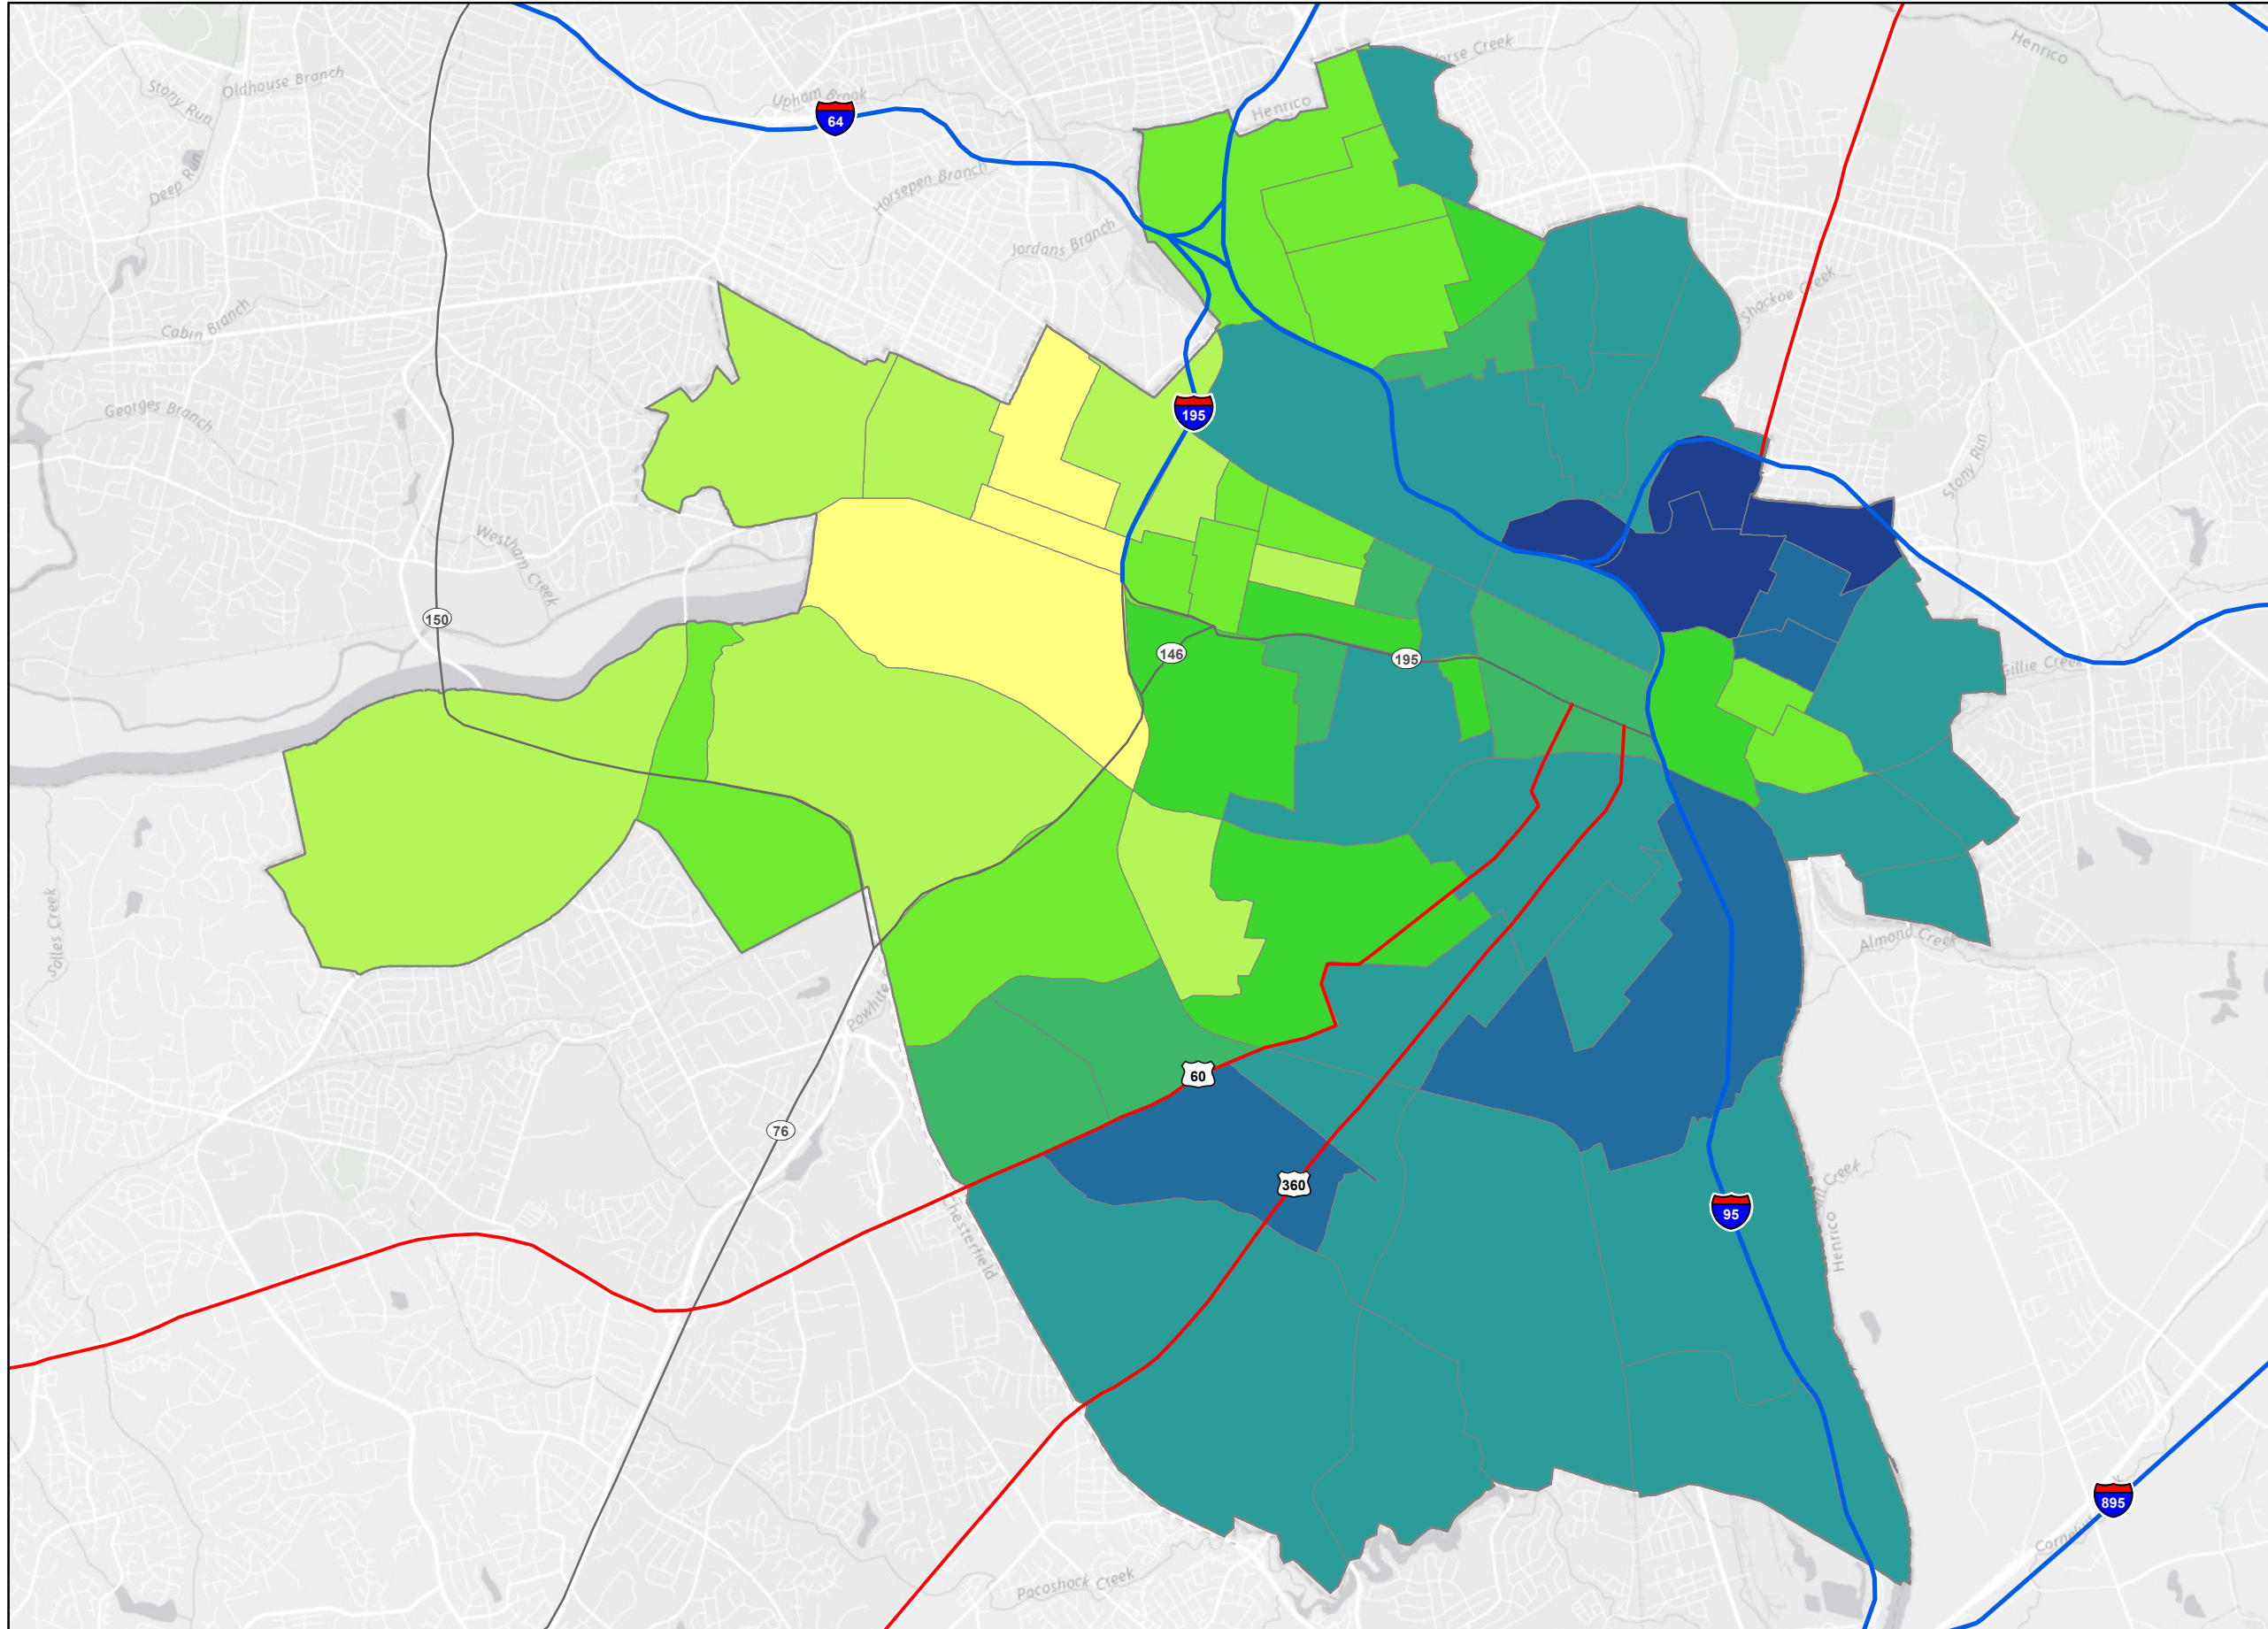 Henrico
Horse Creek
Oldhouse Branch
Stony Run
Upham Brook
64
Henrico
Deep Run
Horsepen Branch
Jordans Branch
Shockoe Creek
Cabin Branch
Georges Branch
195
Stony Run
Westham Creek
150
146
195
Gillie Creek
Salles Creek
Almond Creek
Powhite
60
76
360
Creek
95
Henrico
Chesterfield
895
Pocoshock Creek